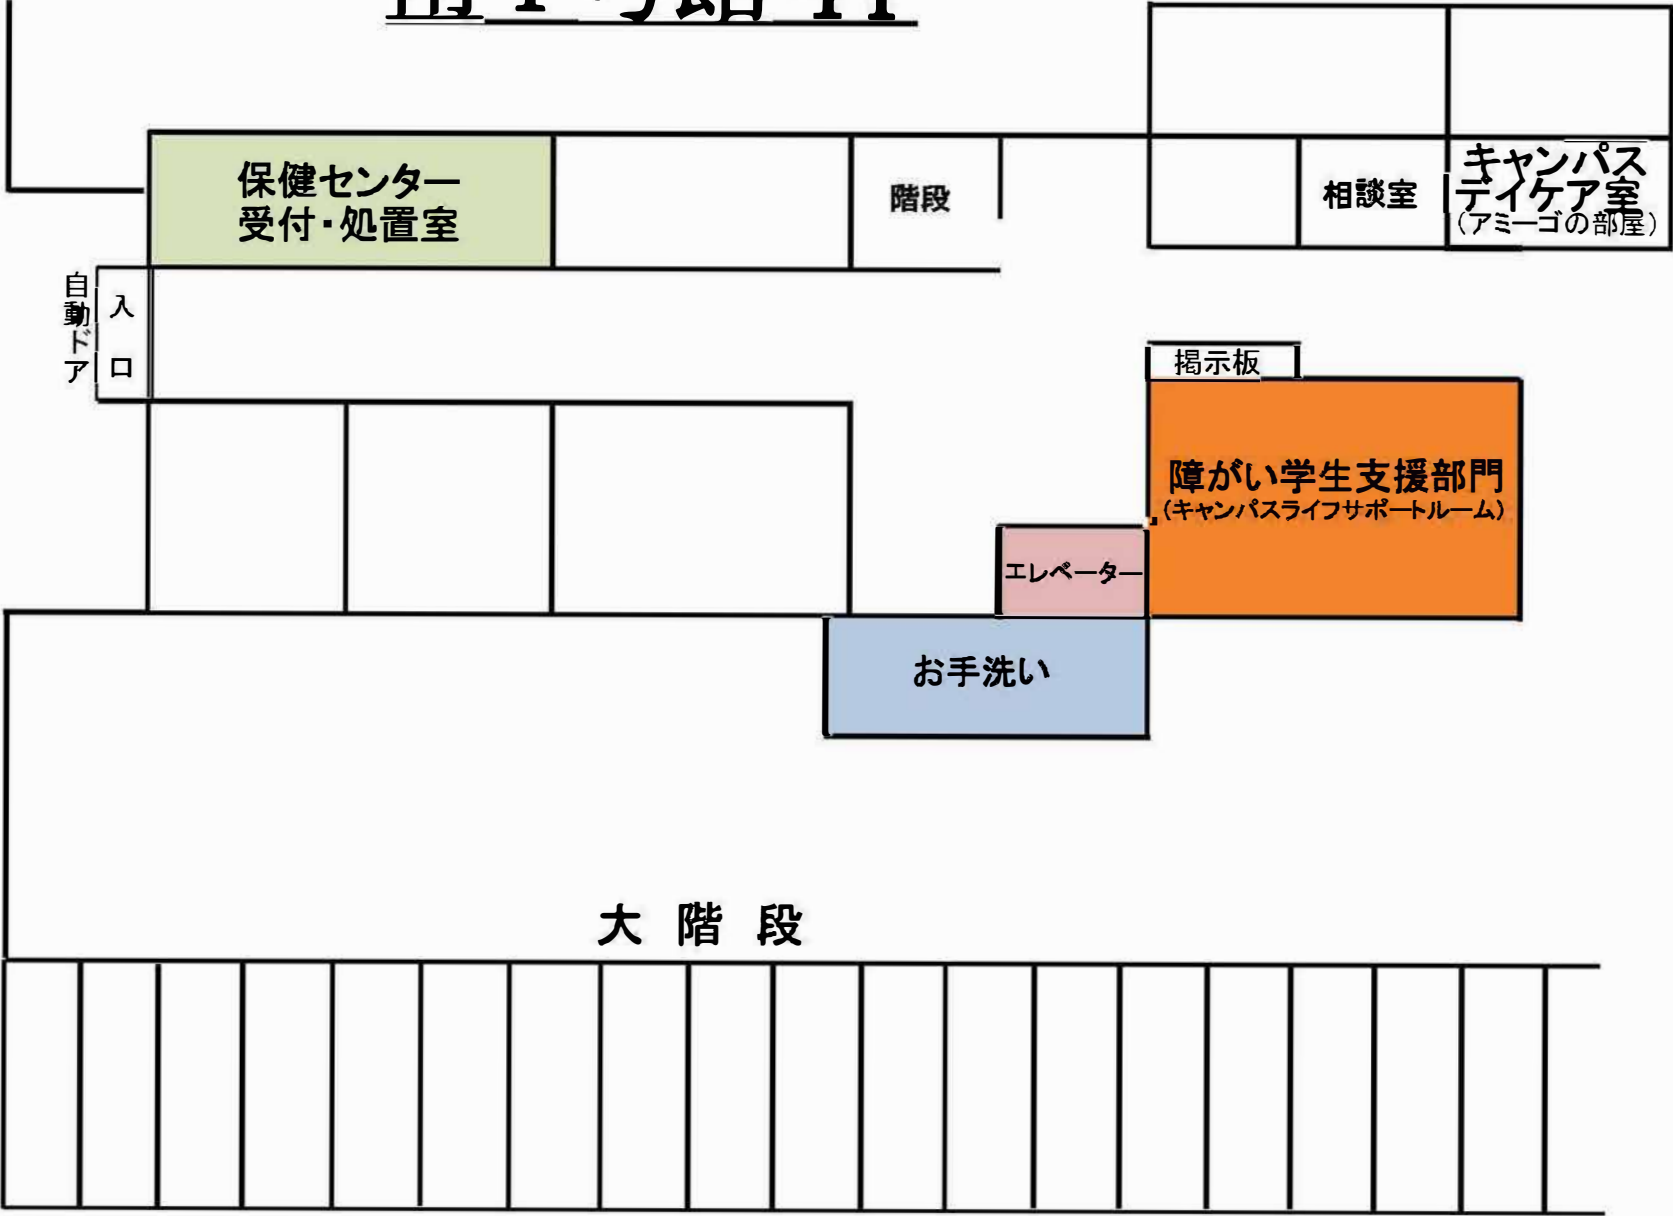 保健センター
受付・処置室
階段
相談室
キャンパス
デイケア室
(アミーゴの部屋)
自動ドア
入口
掲示板
障がい学生支援部門
(キャンパスライフサポートルーム)
エレベーター
お手洗い
大階段